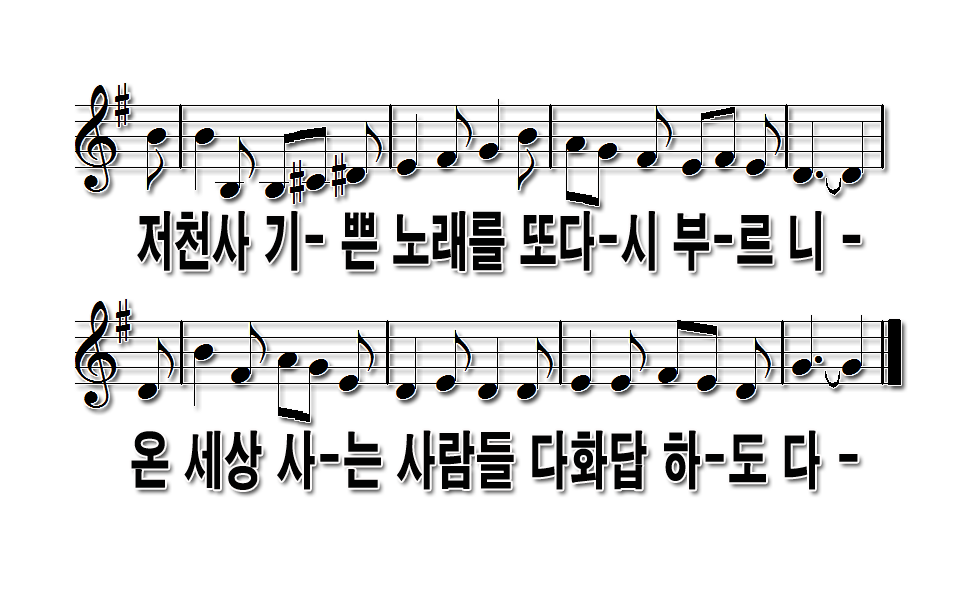 저천사 기- 쁜 노래를 또다-시 부-르 니 -
온 세상 사-는 사람들 다화답 하-도 다 -